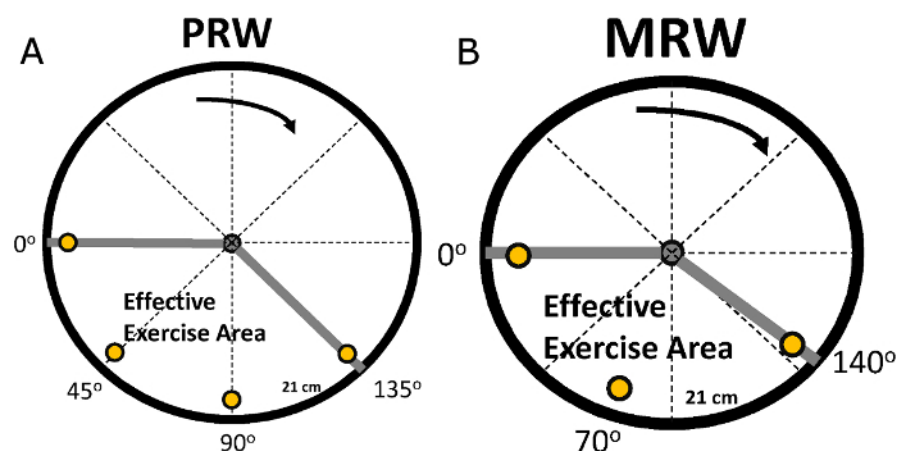 A
PRW
0º
Effective
Exercise Area
21 cm
45º
135º
90º
B
MRW
0º
Effective
Exercise Area
21 cm
140º
70º